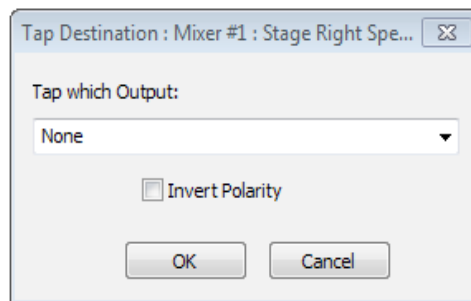 Tap Destination : Mixer #1 : Stage Right Spe...
Tap which Output:
None
Invert Polarity
OK
Cancel